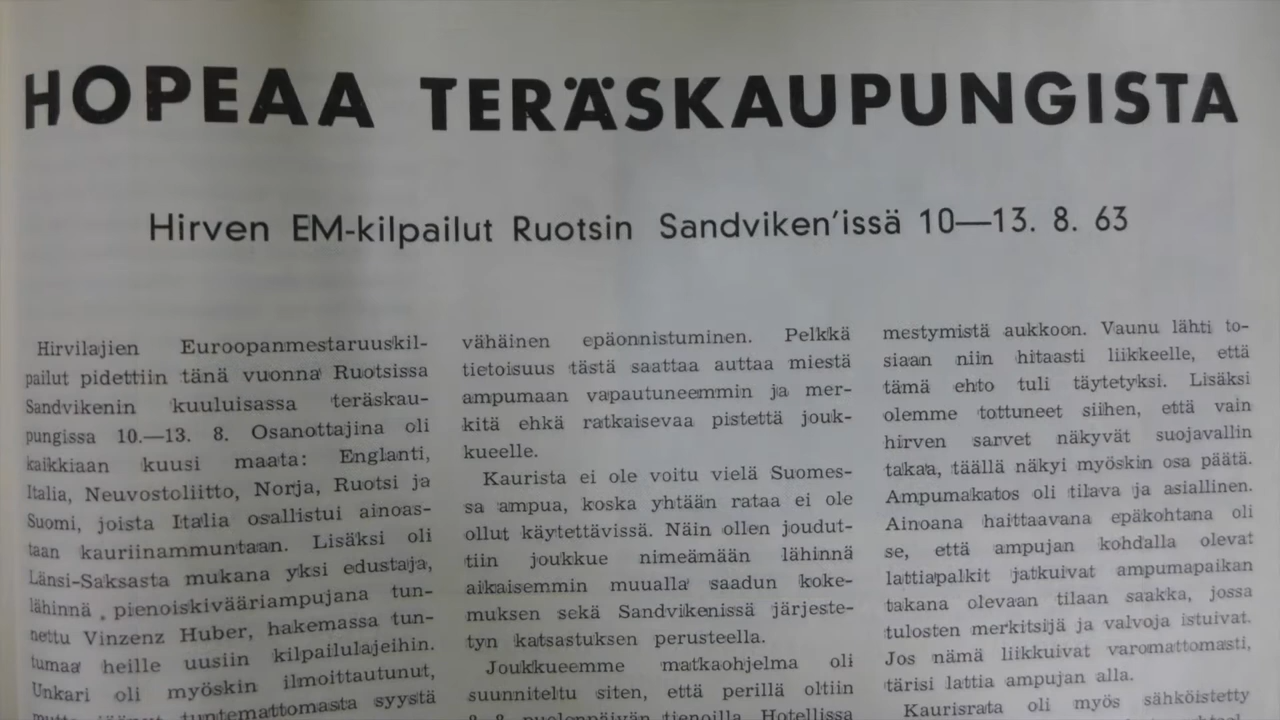 HOPEAA TERÄSKAUPUNGISTA
Hirven EM-kilpailut Ruotsin Sandviken'issä 10—13. 8. 63
Hirvilajien Euroopanmestaruuskil-
pailut pidettiin tänä vuonna Ruotsissa
Sandvikenin kuuluisassa teräskau-
pungissa 10.—13. 8. Osanottajina oli
kaikkiaan kuusi maata: Englanti,
Italia, Neuvostoliitto, Norja, Ruotsi ja
Suomi, joista Italia osallistui ainoas-
taan kauriinammuntaan. Lisäksi oli
Länsi-Saksasta mukana yksi edustaja,
lähinnä pienoiskivääriampujana tun-
nettu Vinzenz Huber, hakemassa tun-
tumaa heille uusiin kilpailulajeihin.
Unkari oli myöskin ilmoittautunut,
tuntemattomasta syystä
vähäinen epäonnistuminen. Pelkkä
tietoisuus tästä saattaa auttaa miestä
ampumaan vapautuneemmin ja mer-
kitä ehkä ratkaisevaa pistettä jouk-
kueelle.
Kaurista ei ole voitu vielä Suomes-
sa ampua, koska yhtään rataa ei ole
ollut käytettävissä. Näin ollen joudut-
tiin joukkue nimeämään lähinnä
aikaisemmin muualla saadun koke-
muksen sekä Sandvikenissä järjeste-
tyn katsastuksen perusteella.
Joukkueemme matkaohjelma oli
suunniteltu siten, että perillä oltiin
8. 8. puolenpäivän tienoilla. Hotellissa
mestymistä aukkoon. Vaunu lähti to-
siaan niin hitaasti liikkeelle, että
tämä ehto tuli täytetyksi. Lisäksi
olemme tottuneet siihen, että vain
hirven sarvet näkyvät suojavallin
takaa, täällä näkyi myöskin osa päätä.
Ampumakatos oli tilava ja asiallinen.
Ainoana haittaavana epäkohtana oli
se, että ampujan kohdalla olevat
lattiapalkit jatkuivat ampumapaikan
takana olevaan tilaan saakka, jossa
tulosten merkitsijä ja valvoja istuivat.
Jos nämä liikkuivat varomattomasti,
tärisi lattia ampujan alla.
Kaurisrata oli myös sähköistetty